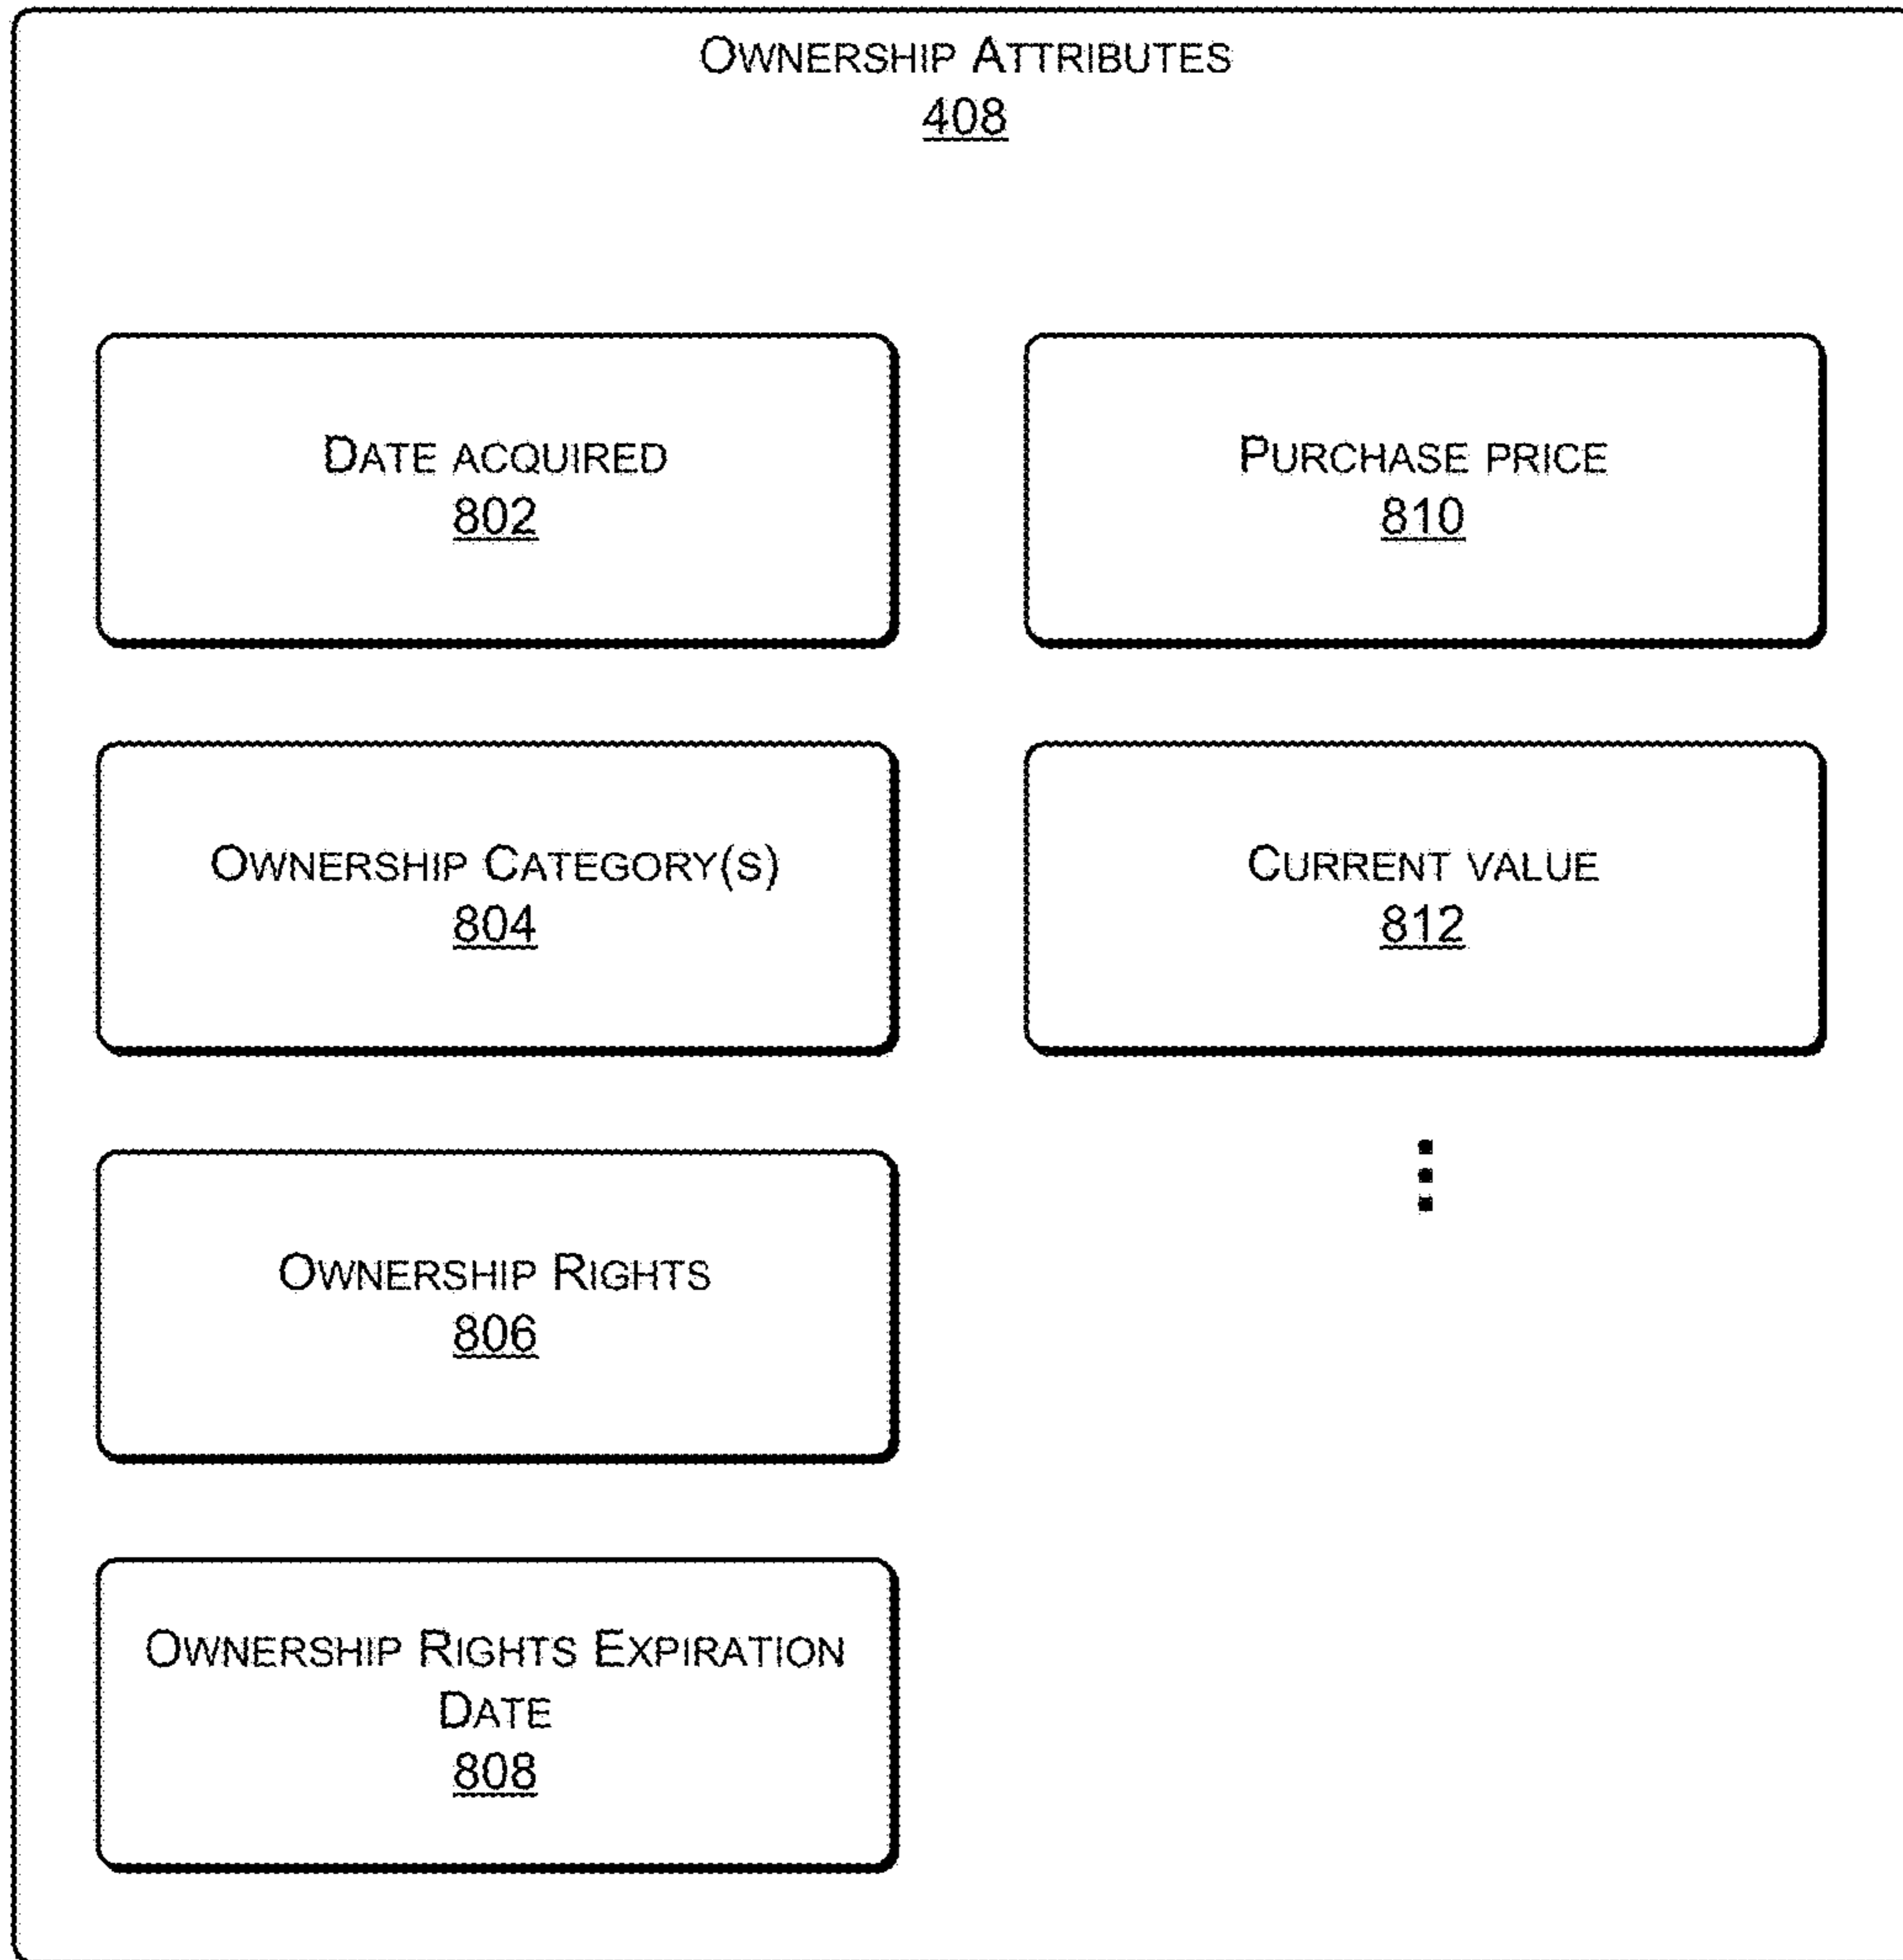 OWNERSHIP ATTRIBUTES
408
DATE ACQUIRED
802
OWNERSHIP CATEGORY(S)
804
OWNERSHIP RIGHTS
806
OWNERSHIP RIGHTS EXPIRATION
DATE
808
PURCHASE PRICE
810
CURRENT VALUE
812